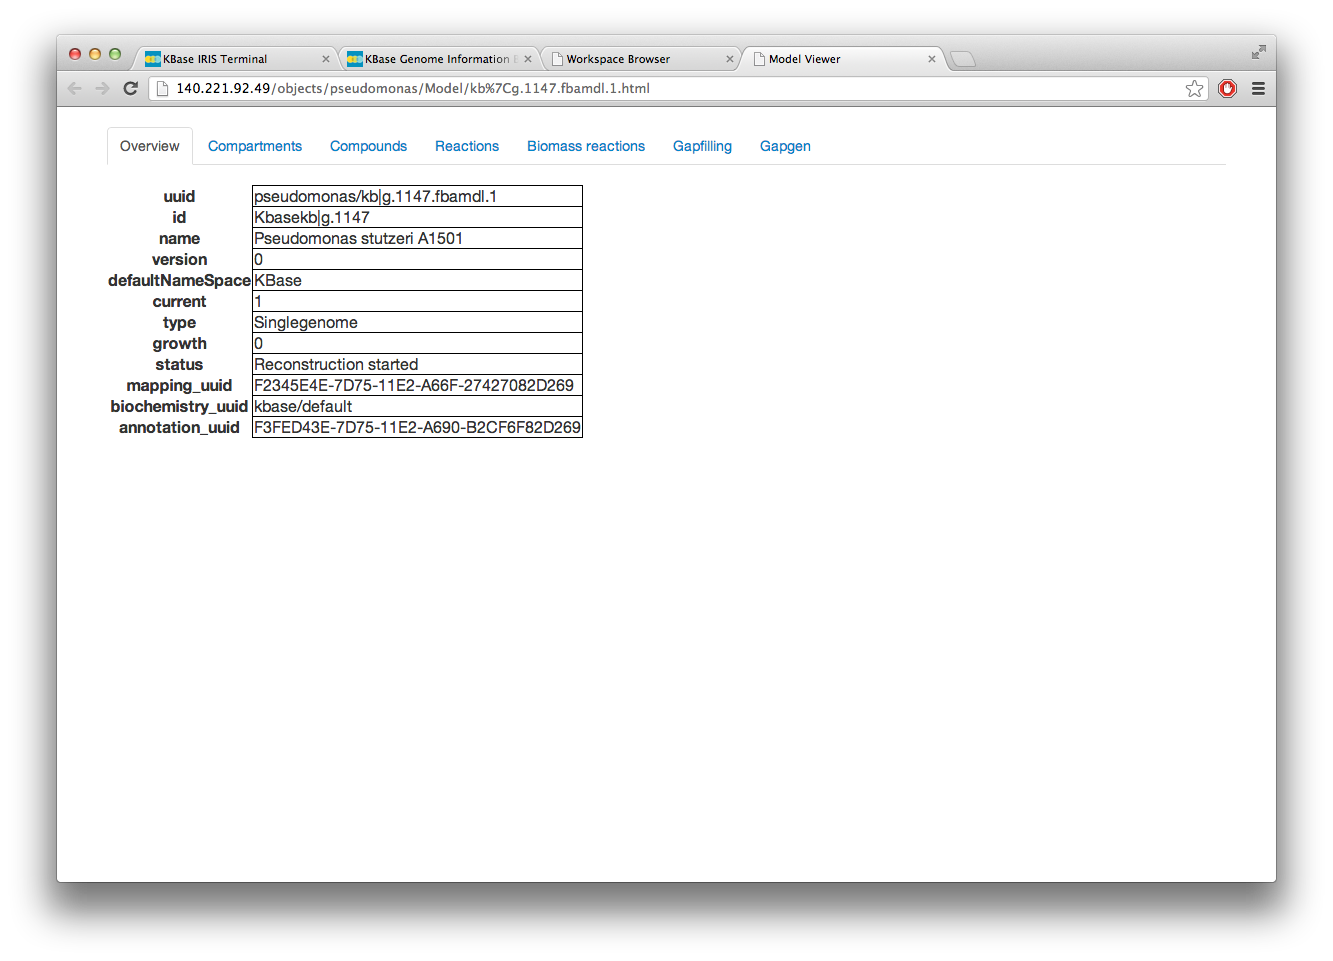 KBase IRIS Terminal
KBase Genome Information
Workspace Browser
Model Viewer
140.221.92.49/objects/pseudomonas/Model/kb%7Cg.1147.fbamdl.1.html
Overview Compartments Compounds Reactions Biomass reactions Gapfilling Gapgen
uuid pseudomonas/kb|g.1147.fbamdl.1
id Kbasekb|g.1147
name Pseudomonas stutzeri A1501
version 0
defaultNameSpace KBase
current 1
type Singlegenome
growth 0
status Reconstruction started
mapping_uuid F2345E4E-7D75-11E2-A66F-27427082D269
biochemistry_uuid kbase/default
annotation_uuid F3FED43E-7D75-11E2-A690-B2CF6F82D269